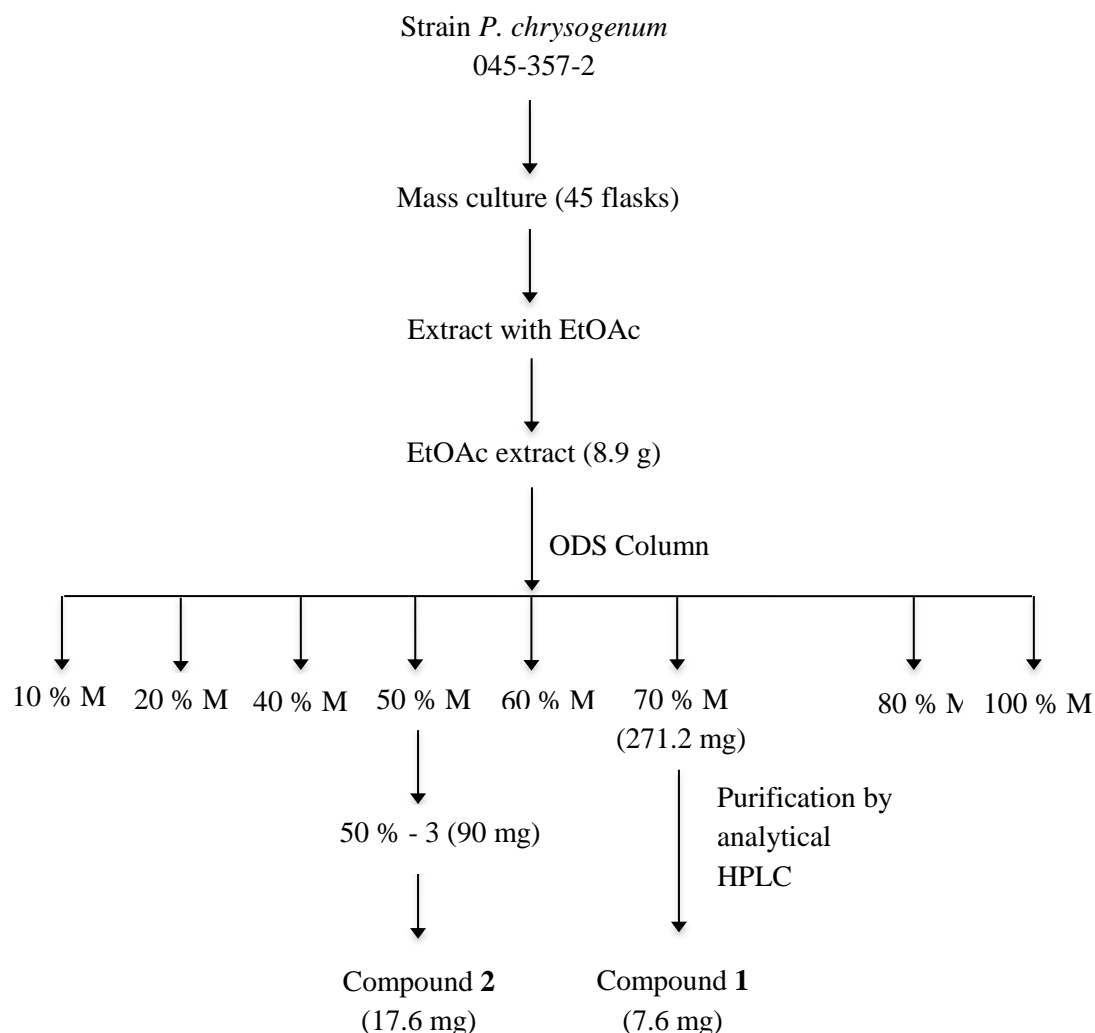 Strain P. chrysogenum
045-357-2
Mass culture (45 flasks)
Extract with EtOAc
EtOAc extract (8.9 g)
ODS Column
10 % M
20 % M
40 % M
50 % M
60 % M
70 % M
(271.2 mg)
80 % M
100 % M
50 % - 3 (90 mg)
Purification by
analytical
HPLC
Compound 2
(17.6 mg)
Compound 1
(7.6 mg)